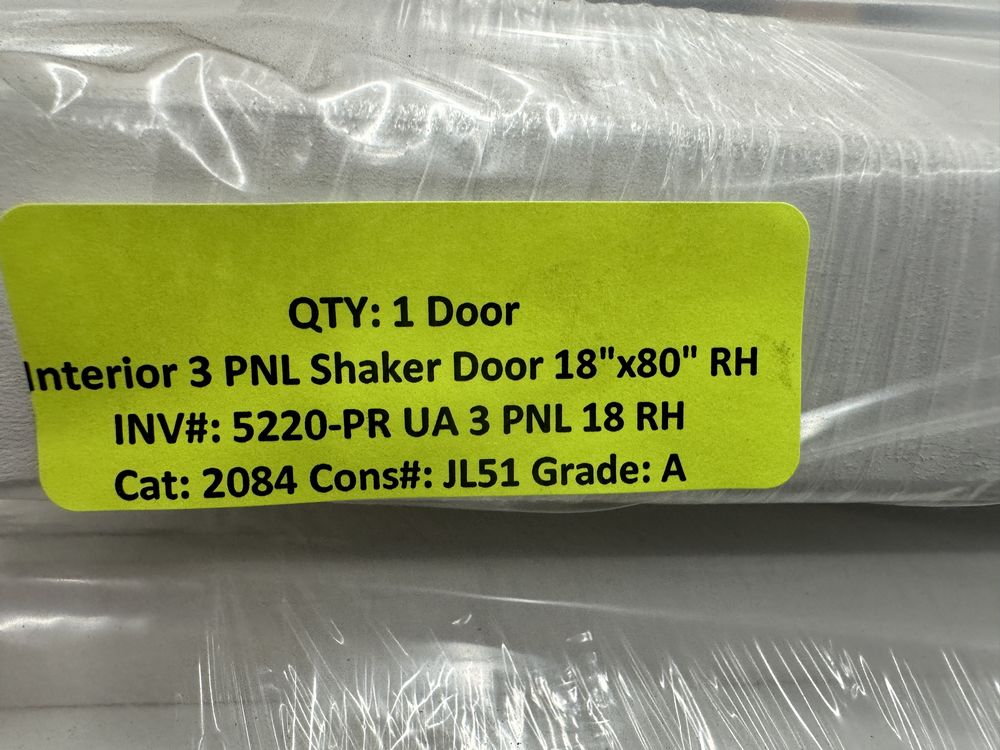 QTY: 1 Door
Interior 3 PNL Shaker Door 18"x80" RH
INV#: 5220-PR UA 3 PNL 18 RH
Cat: 2084 Cons#: JL51 Grade: A